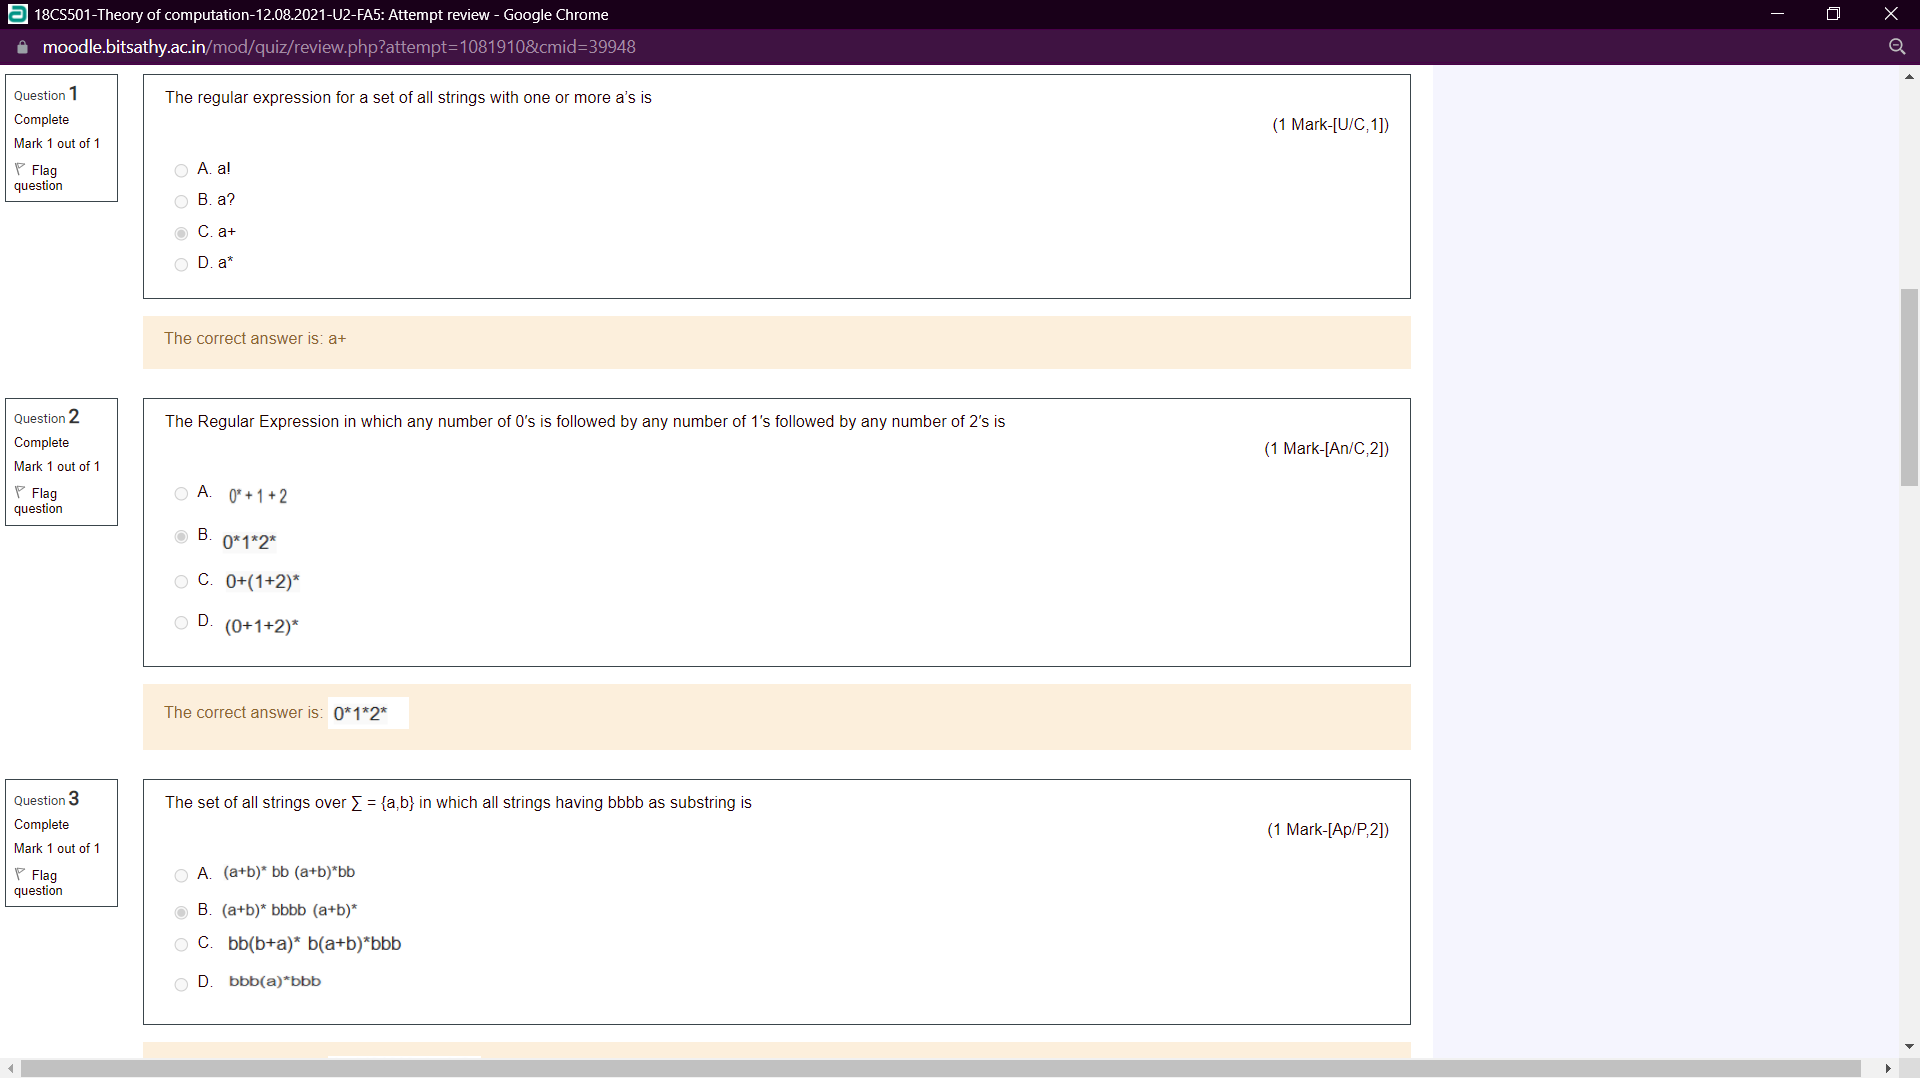 18CS501-Theory of computation-12.08.2021-U2-FA5: Attempt review - Google Chrome
moodle.bitsathy.ac.in/mod/quiz/review.php?attempt=1081910&cmid=39948
Question 1
Complete
Mark 1 out of 1
Flag
question
The regular expression for a set of all strings with one or more a's is
(1 Mark-[U/C,1])
A. a!
B. a?
C. a+
D. a*
The correct answer is: a+
Question 2
Complete
Mark 1 out of 1
Flag
question
The Regular Expression in which any number of 0′s is followed by any number of 1′s followed by any number of 2′s is
(1 Mark-[An/C,2])
A. 0* + 1 + 2
B. 0*1*2*
C. 0+(1+2)*
D. (0+1+2)*
The correct answer is: 0*1*2*
Question 3
Complete
Mark 1 out of 1
Flag
question
The set of all strings over ∑ = {a,b} in which all strings having bbbb as substring is
(1 Mark-[Ap/P,2])
A. (a+b)* bb (a+b)*bb
B. (a+b)* bbbb (a+b)*
C. bb(b+a)* b(a+b)*bbb
D. bbb(a)*bbb